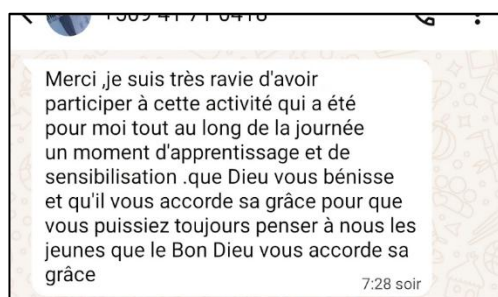 Merci ,je suis très ravie d'avoir
participer à cette activité qui a été
pour moi tout au long de la journée
un moment d'apprentissage et de
sensibilisation .que Dieu vous bénisse
et qu'il vous accorde sa grâce pour que
vous puissiez toujours penser à nous les
jeunes que le Bon Dieu vous accorde sa
grâce
7:28 soir